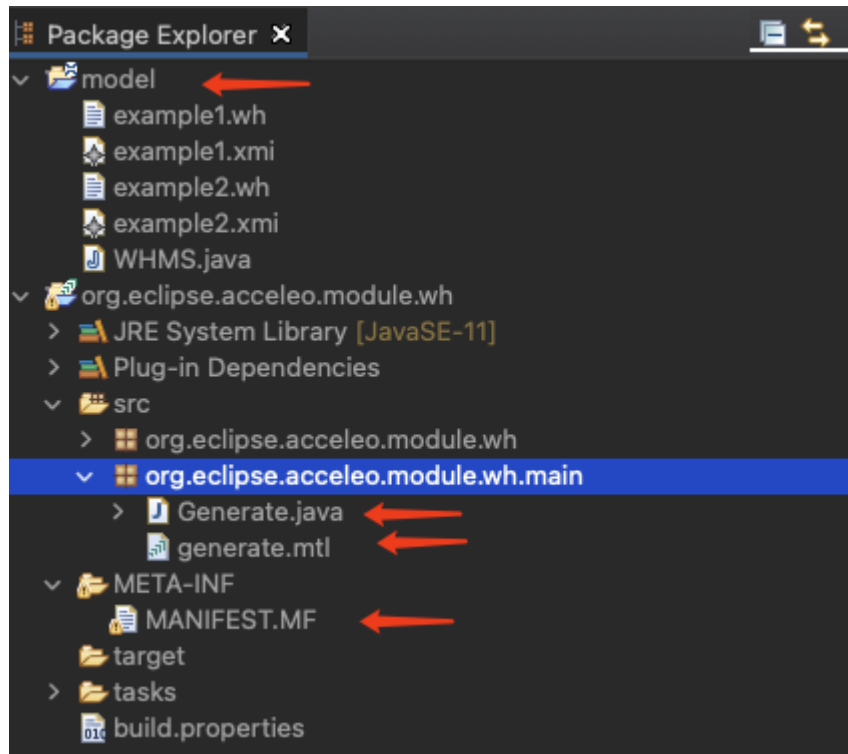 Package Explorer
model
example1.wh
example1.xmi
example2.wh
example2.xmi
WHMS.java
org.eclipse.acceleo.module.wh
JRE System Library [JavaSE-11]
Plug-in Dependencies
src
org.eclipse.acceleo.module.wh
org.eclipse.acceleo.module.wh.main
Generate.java
generate.mtl
META-INF
MANIFEST.MF
target
tasks
build.properties